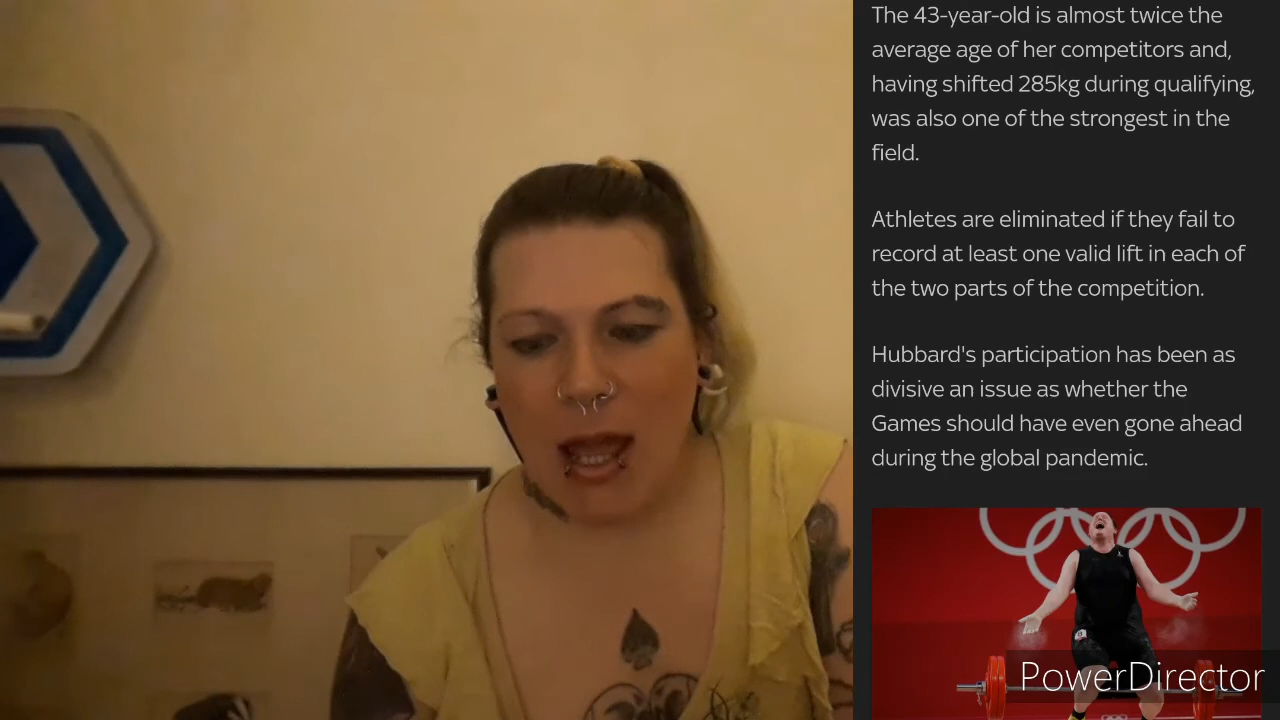 The 43-year-old is almost twice the
average age of her competitors and,
having shifted 285kg during qualifying,
was also one of the strongest in the
field.
Athletes are eliminated if they fail to
record at least one valid lift in each of
the two parts of the competition.
Hubbard's participation has been as
divisive an issue as whether the
Games should have even gone ahead
during the global pandemic.
PowerDirector